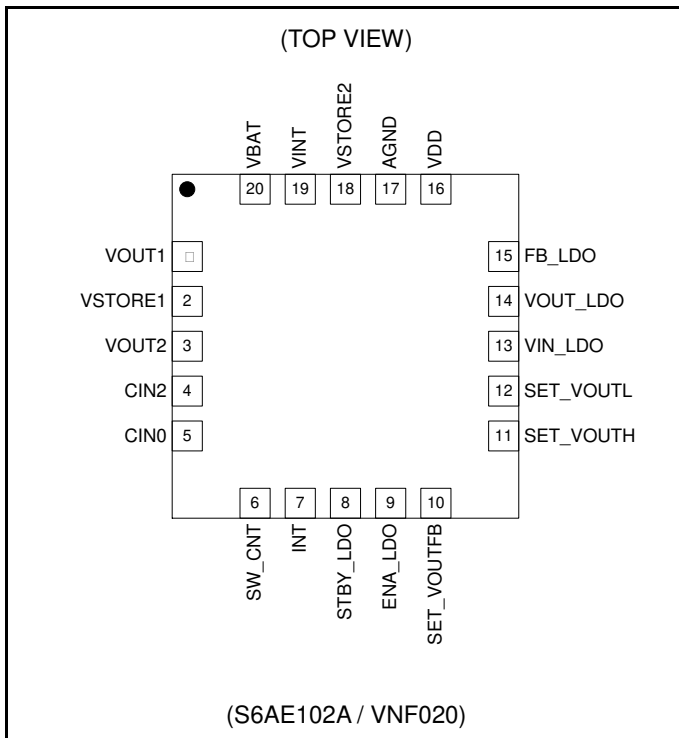 (TOP VIEW)
VBAT
VINT
VSTORE2
AGND
VDD
20
19
18
17
16
VOUT1
VSTORE1 2
VOUT2 3
CIN2 4
CIN0 5
15 FB_LDO
14 VOUT_LDO
13 VIN_LDO
12 SET_VOUTL
11 SET_VOUTH
6
7
8
9
10
SW_CNT
INT
STBY_LDO
ENA_LDO
SET_VOUTFB
(S6AE102A / VNF020)